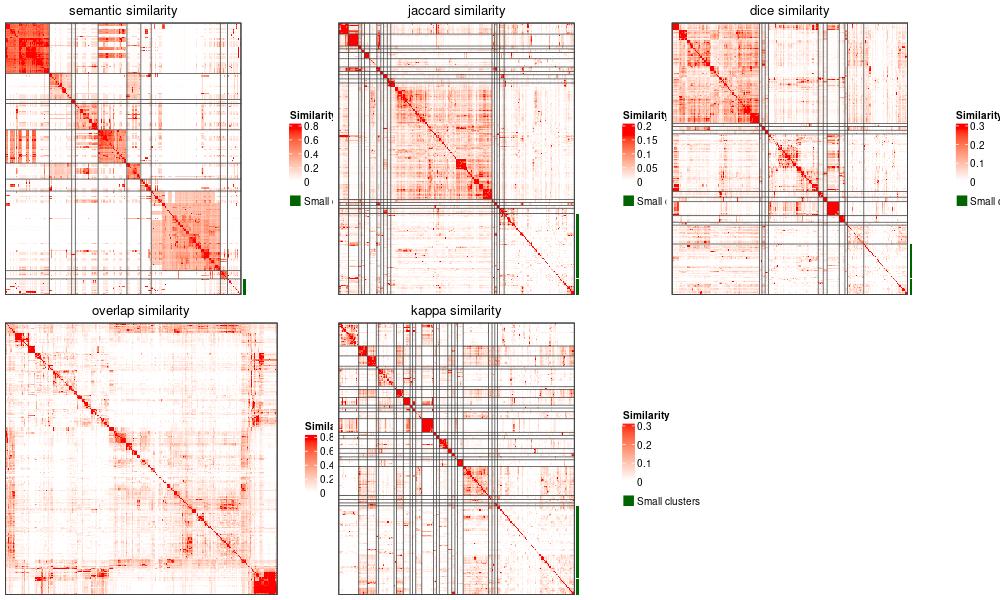 semantic similarity
Similarity
0.8
0.6
0.4
0.2
0
Small
jaccard similarity
Similarity
0.2
0.15
0.1
0.05
0
Small
dice similarity
Similarity
0.3
0.2
0.1
0
Small
overlap similarity
Simila
0.8
0.6
0.4
0.2
0
kappa similarity
Similarity
0.3
0.2
0.1
0
Small clusters